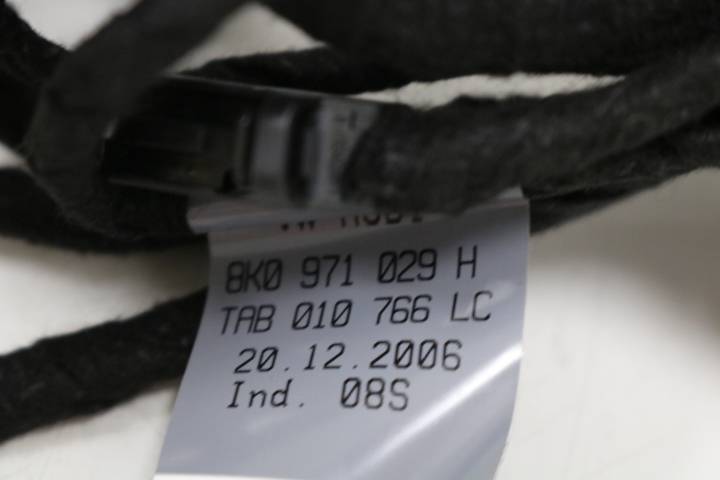 8K0 971 029 H
TAB 010 766 LC
20.12.2006
Ind. 08S